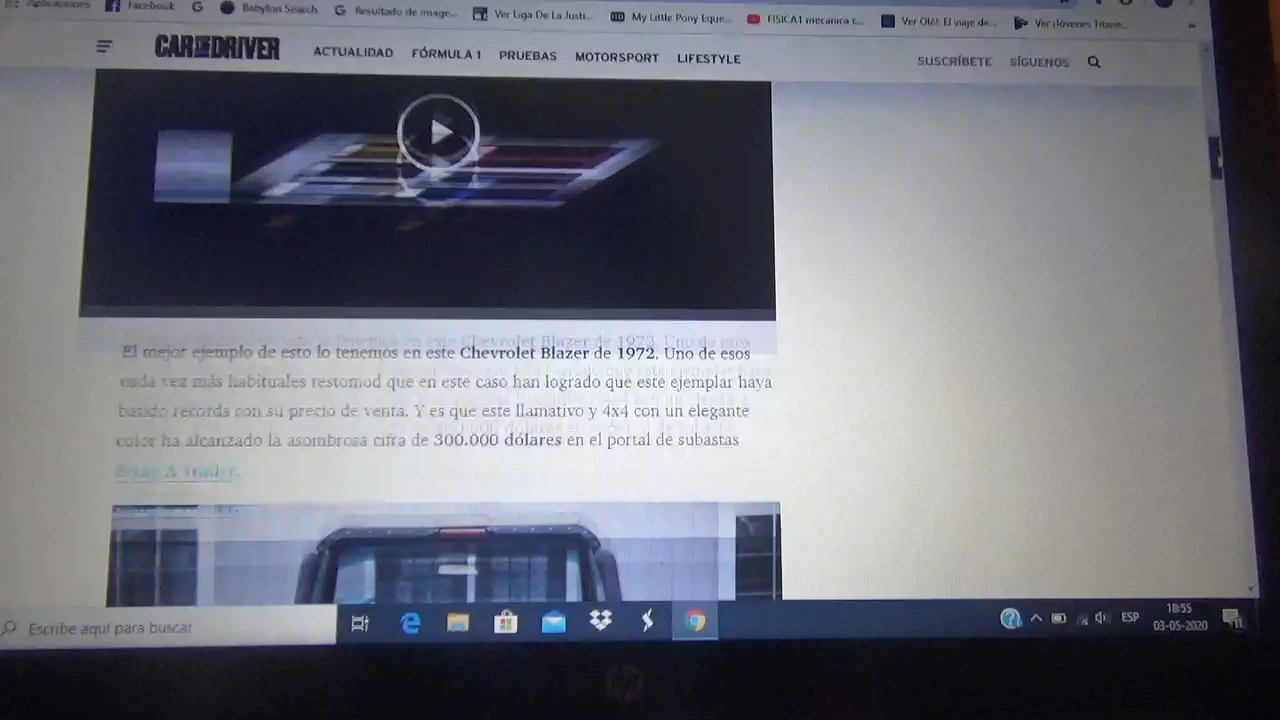 Aplicaciones Facebook Babylon Search Resultado de image... Ver Liga De La Justi... My Little Pony Eque... FISICA1 mecanica c... Ver Olé!: El viaje de... Ver ¡Jóvenes Titane... »
CAR AND DRIVER ACTUALIDAD FÓRMULA 1 PRUEBAS MOTORSPORT LIFESTYLE SUSCRÍBETE SÍGUENOS
El mejor ejemplo de esto lo tenemos en este Chevrolet Blazer de 1972. Uno de esos
cada vez más habituales restomod que en este caso han logrado que este ejemplar haya
batido records con su precio de venta. Y es que este llamativo y 4x4 con un elegante
color ha alcanzado la asombrosa cifra de 300.000 dólares en el portal de subastas
Bring A Trader.
Escribe aquí para buscar
ESP
18:55
03-05-2020
hp